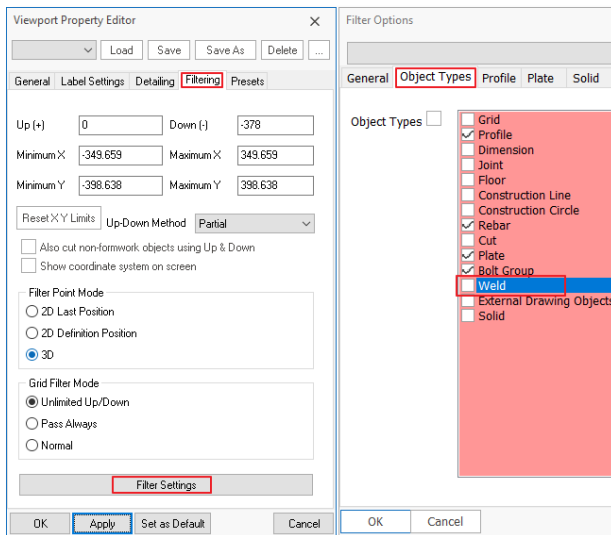 Viewport Property Editor
Load Save Save As Delete ...
General Label Settings Detailing Filtering Presets
Up (+) 0 Down (-) -378
Minimum X -349.659 Maximum X 349.659
Minimum Y -398.638 Maximum Y 398.638
Reset X Y Limits Up-Down Method Partial
Also cut non-formwork objects using Up & Down
Show coordinate system on screen
Filter Point Mode
2D Last Position
2D Definition Position
3D
Grid Filter Mode
Unlimited Up/Down
Pass Always
Normal
Filter Settings
OK Apply Set as Default Cancel
Filter Options
General Object Types Profile Plate Solid
Object Types
Grid
Profile
Dimension
Joint
Floor
Construction Line
Construction Circle
Rebar
Cut
Plate
Bolt Group
Weld
External Drawing Objects
Solid
OK Cancel